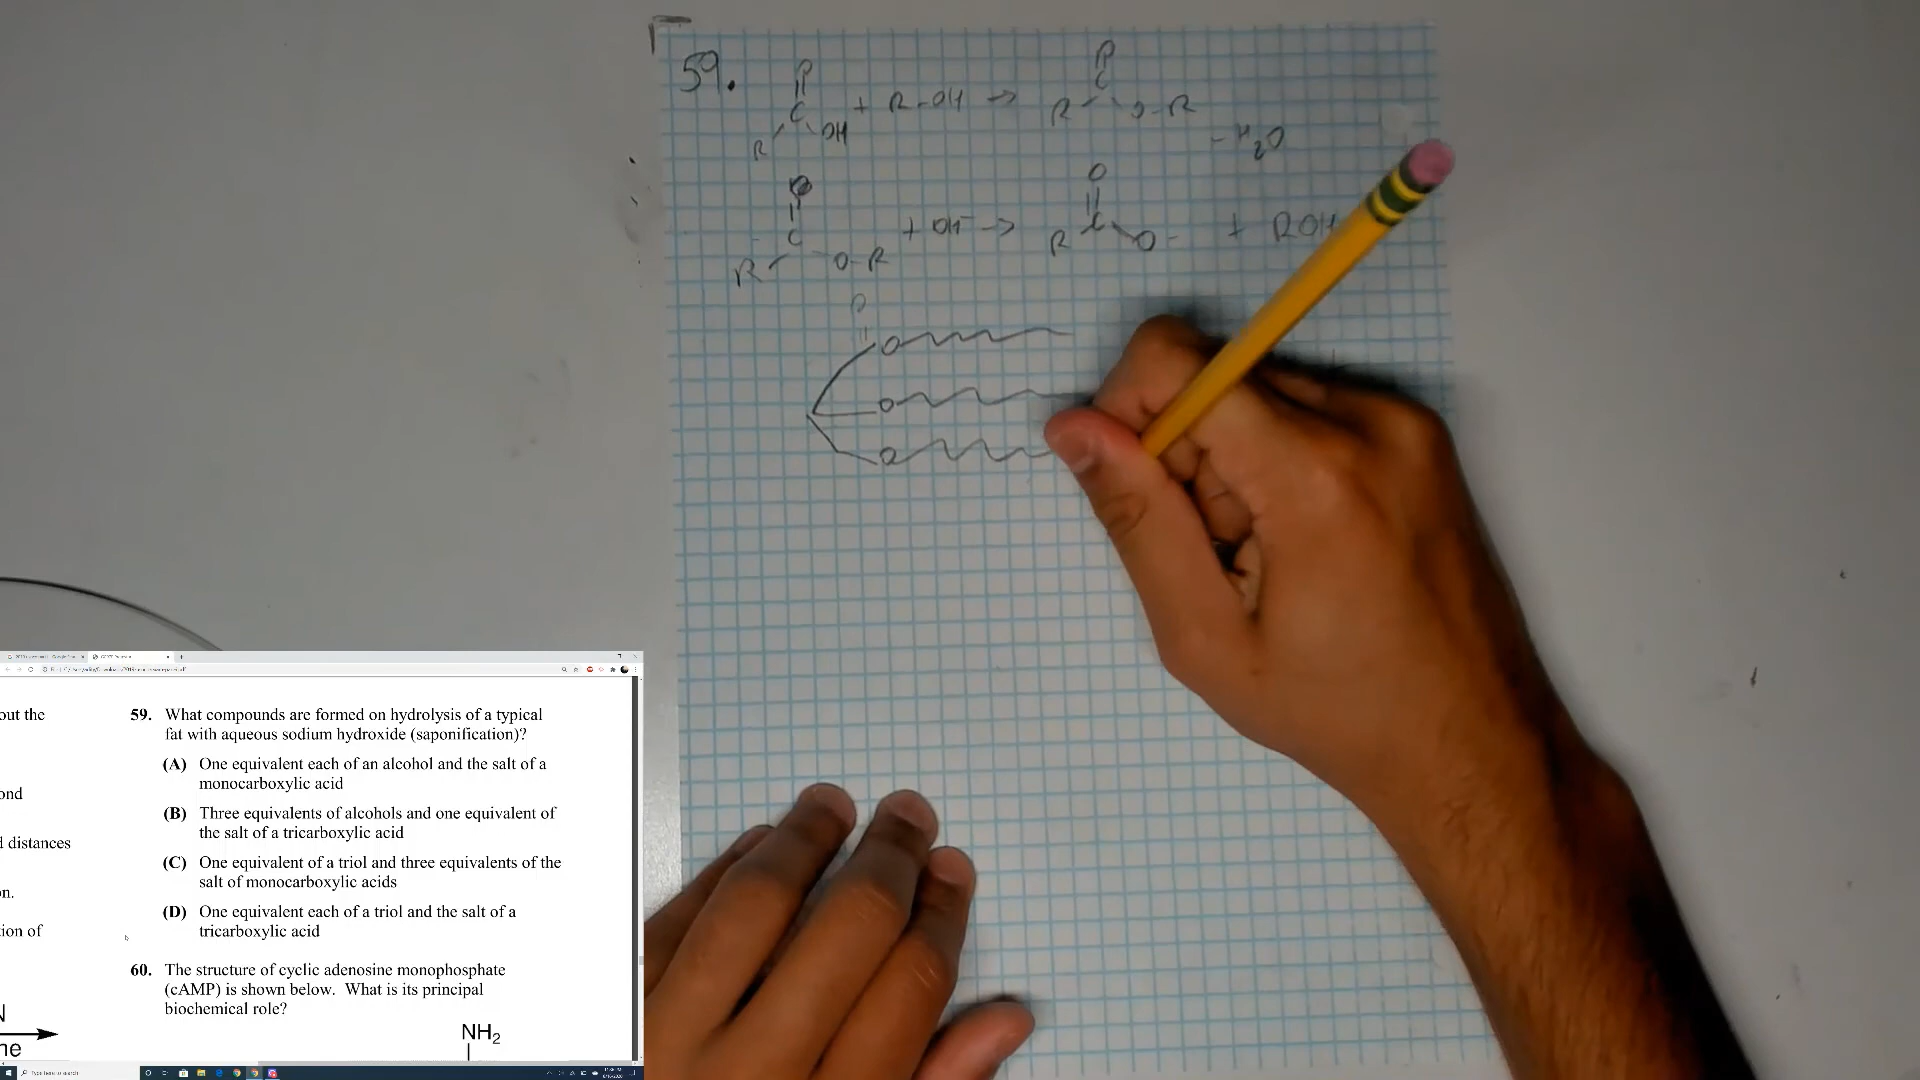 59.
O
C
R OH + R-OH → R O-R
- H2O
O
C
R O-R + OH- → R C O- + ROH
O
O
O
O
out the
ond
d distances
on.
tion of
N
ne
59. What compounds are formed on hydrolysis of a typical
fat with aqueous sodium hydroxide (saponification)?
(A) One equivalent each of an alcohol and the salt of a
monocarboxylic acid
(B) Three equivalents of alcohols and one equivalent of
the salt of a tricarboxylic acid
(C) One equivalent of a triol and three equivalents of the
salt of monocarboxylic acids
(D) One equivalent each of a triol and the salt of a
tricarboxylic acid
60. The structure of cyclic adenosine monophosphate
(cAMP) is shown below. What is its principal
biochemical role?
NH2
Type here to search